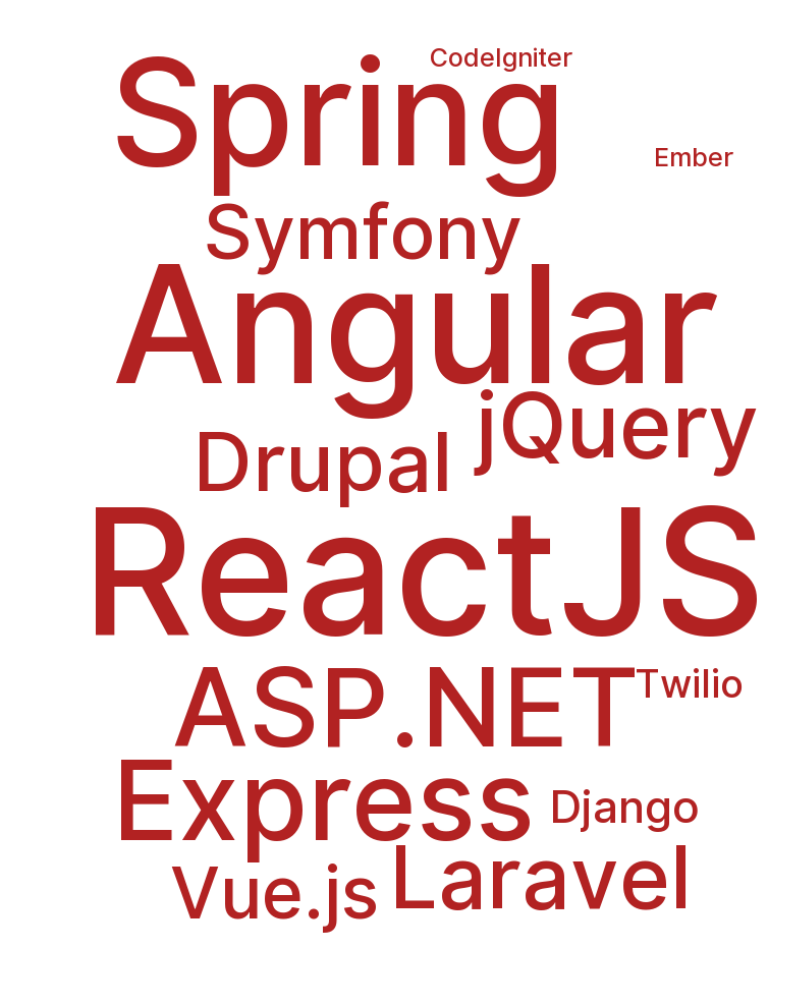 CodeIgniter
Spring
Ember
Symfony
Angular
jQuery
Drupal
ReactJS
ASP.NET
Twilio
Express
Django
Laravel
Vue.js